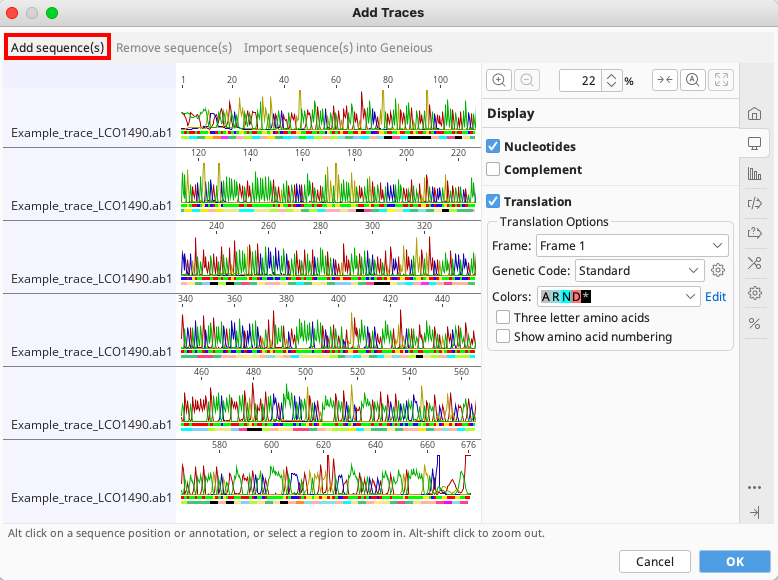 Add Traces
Add sequence(s) Remove sequence(s) Import sequence(s) into Geneious
1 20 40 60 80 100
Example_trace_LCO1490.ab1
120 140 160 180 200 220
Example_trace_LCO1490.ab1
240 260 280 300 320
Example_trace_LCO1490.ab1
340 360 380 400 420 440
Example_trace_LCO1490.ab1
460 480 500 520 540 560
Example_trace_LCO1490.ab1
580 600 620 640 660 676
Example_trace_LCO1490.ab1
22 %
Display
Nucleotides
Complement
Translation
Translation Options
Frame: Frame 1
Genetic Code: Standard
Colors: ARND* Edit
Three letter amino acids
Show amino acid numbering
Alt click on a sequence position or annotation, or select a region to zoom in. Alt-shift click to zoom out.
Cancel OK